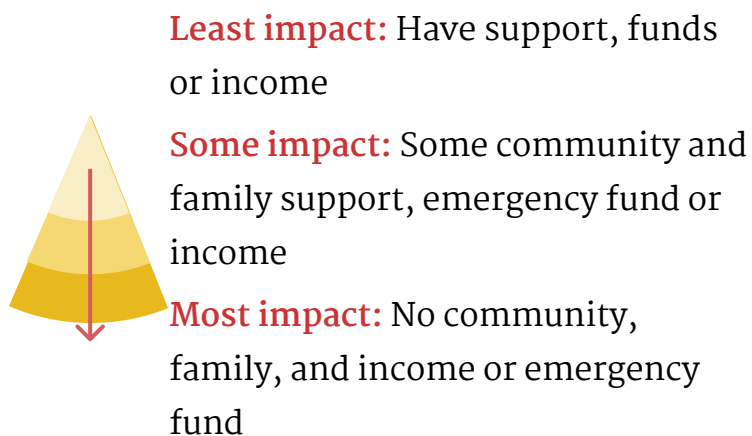 Least impact: Have support, funds
or income
Some impact: Some community and
family support, emergency fund or
income
Most impact: No community,
family, and income or emergency
fund